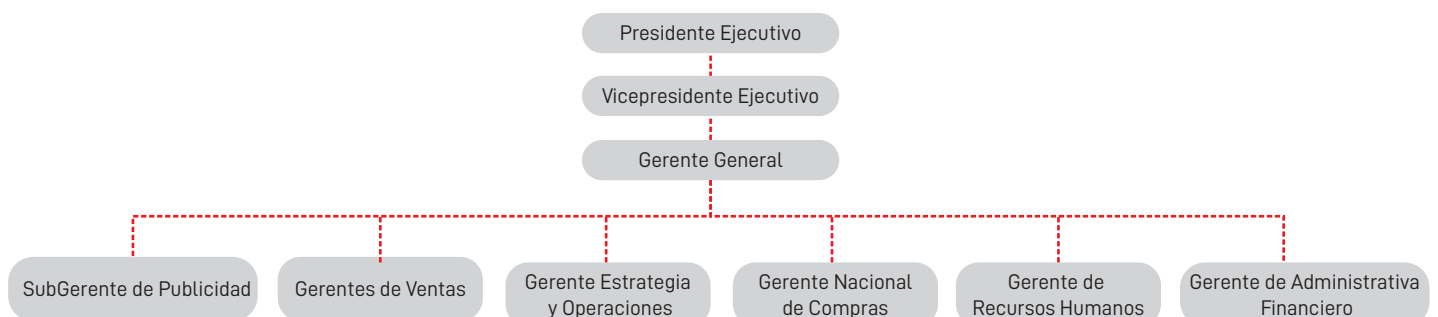 Presidente Ejecutivo
Vicepresidente Ejecutivo
Gerente General
SubGerente de Publicidad
Gerentes de Ventas
Gerente Estrategia
y Operaciones
Gerente Nacional
de Compras
Gerente de
Recursos Humanos
Gerente de Administrativa
Financiero